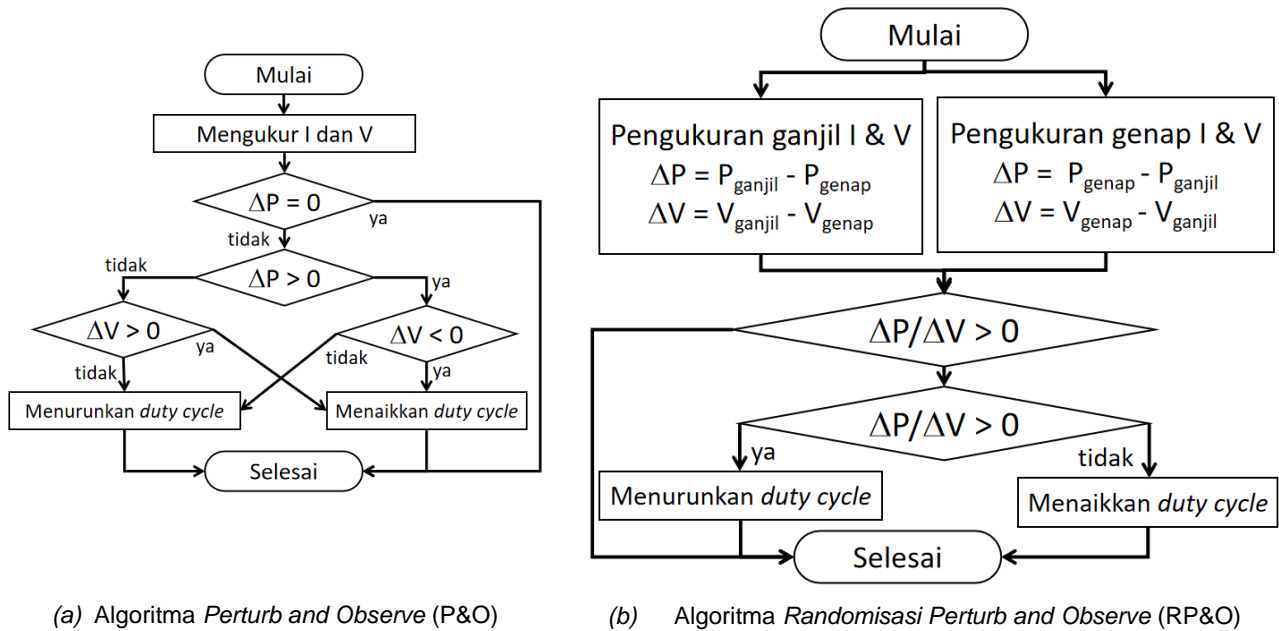 Mulai
Mengukur I dan V
ΔP = 0
ya
tidak
ΔP > 0
tidak
ya
ΔV > 0
ya
tidak
ΔV < 0
tidak
ya
Menurunkan duty cycle
Menaikkan duty cycle
Selesai
(a) Algoritma Perturb and Observe (P&O)
Mulai
Pengukuran ganjil I & V
ΔP = Pganjil - Pgenap
ΔV = Vganjil - Vgenap
Pengukuran genap I & V
ΔP = Pgenap - Pganjil
ΔV = Vgenap - Vganjil
ΔP/ΔV > 0
ΔP/ΔV > 0
ya
tidak
Menurunkan duty cycle
Menaikkan duty cycle
Selesai
(b) Algoritma Randomisasi Perturb and Observe (RP&O)